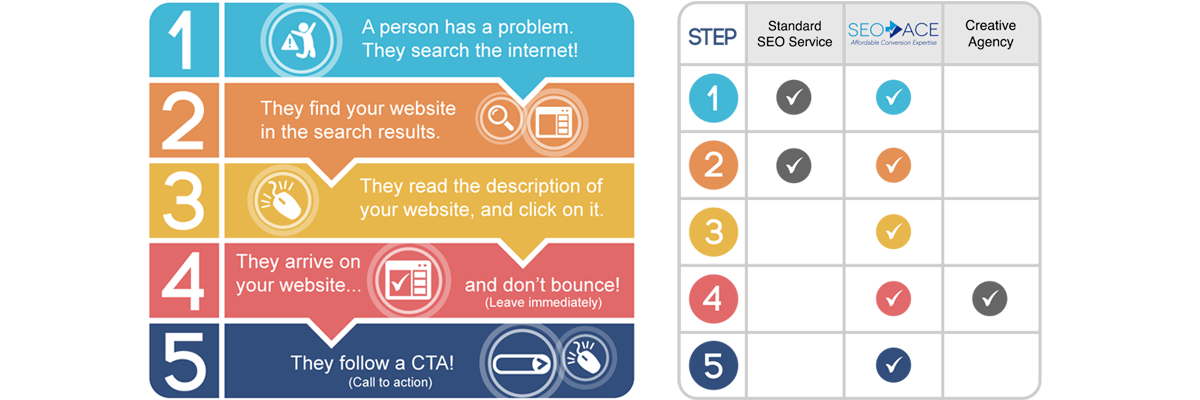 1
A person has a problem.
They search the internet!
2
They find your website
in the search results.
3
They read the description of
your website, and click on it.
4
They arrive on
your website...
and don't bounce!
(Leave immediately)
5
They follow a CTA!
(Call to action)
STEP
Standard
SEO Service
SEO ACE
Affordable Conversion Expertise
Creative
Agency
1
2
3
4
5